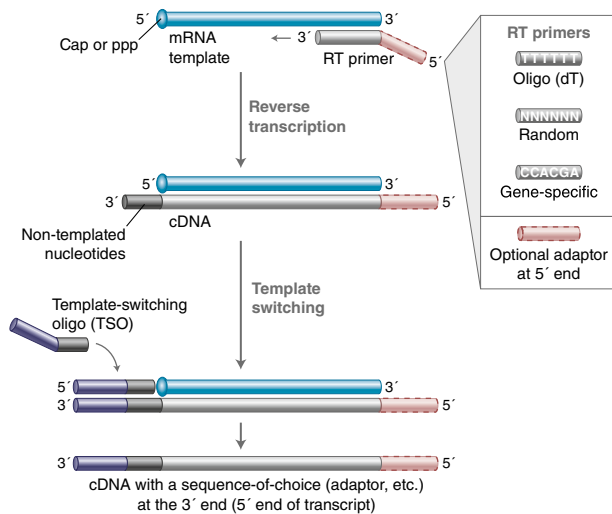 5´
3´
Cap or ppp
mRNA
template
3´
RT primer
5´
RT primers
TTTTTT
Oligo (dT)
NNNNNN
Random
CCACGA
Gene-specific
Optional adaptor
at 5´ end
Reverse
transcription
5´
3´
3´
5´
cDNA
Non-templated
nucleotides
Template
switching
Template-switching
oligo (TSO)
5´
3´
3´
5´
3´
5´
cDNA with a sequence-of-choice (adaptor, etc.)
at the 3´ end (5´ end of transcript)